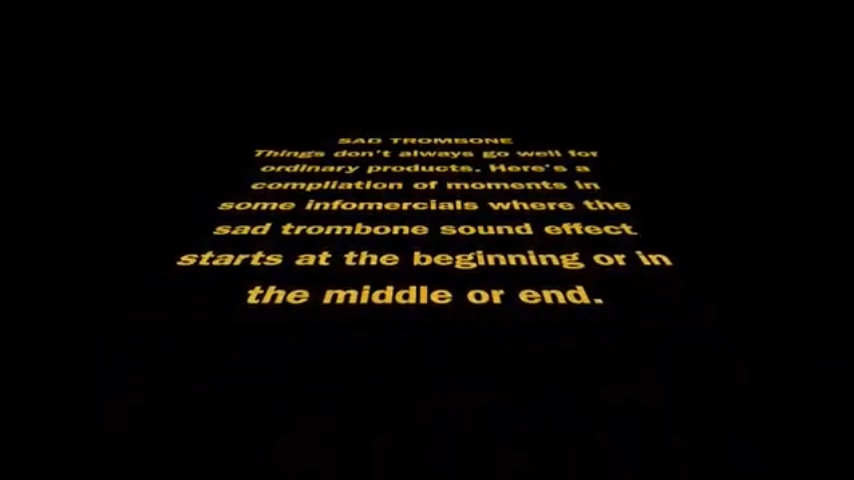 SAD TROMBONE
Things don't always go well for
ordinary products. Here's a
compilation of moments in
some infomercials where the
sad trombone sound effect
starts at the beginning or in
the middle or end.